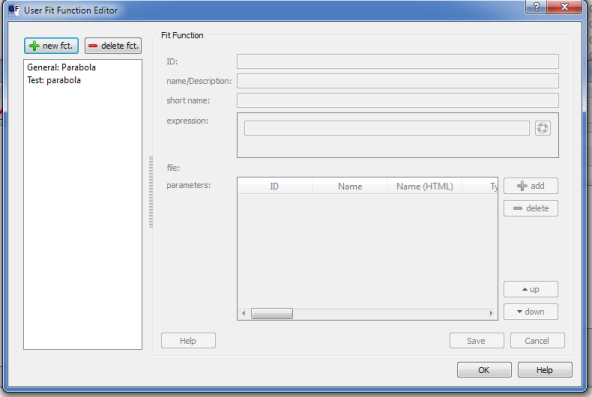 QF User Fit Function Editor
new fct.
delete fct.
General: Parabola
Test: parabola
Fit Function
ID:
name/Description:
short name:
expression:
file:
parameters:
ID Name Name (HTML) Ty
add
delete
up
down
Help
Save
Cancel
OK
Help